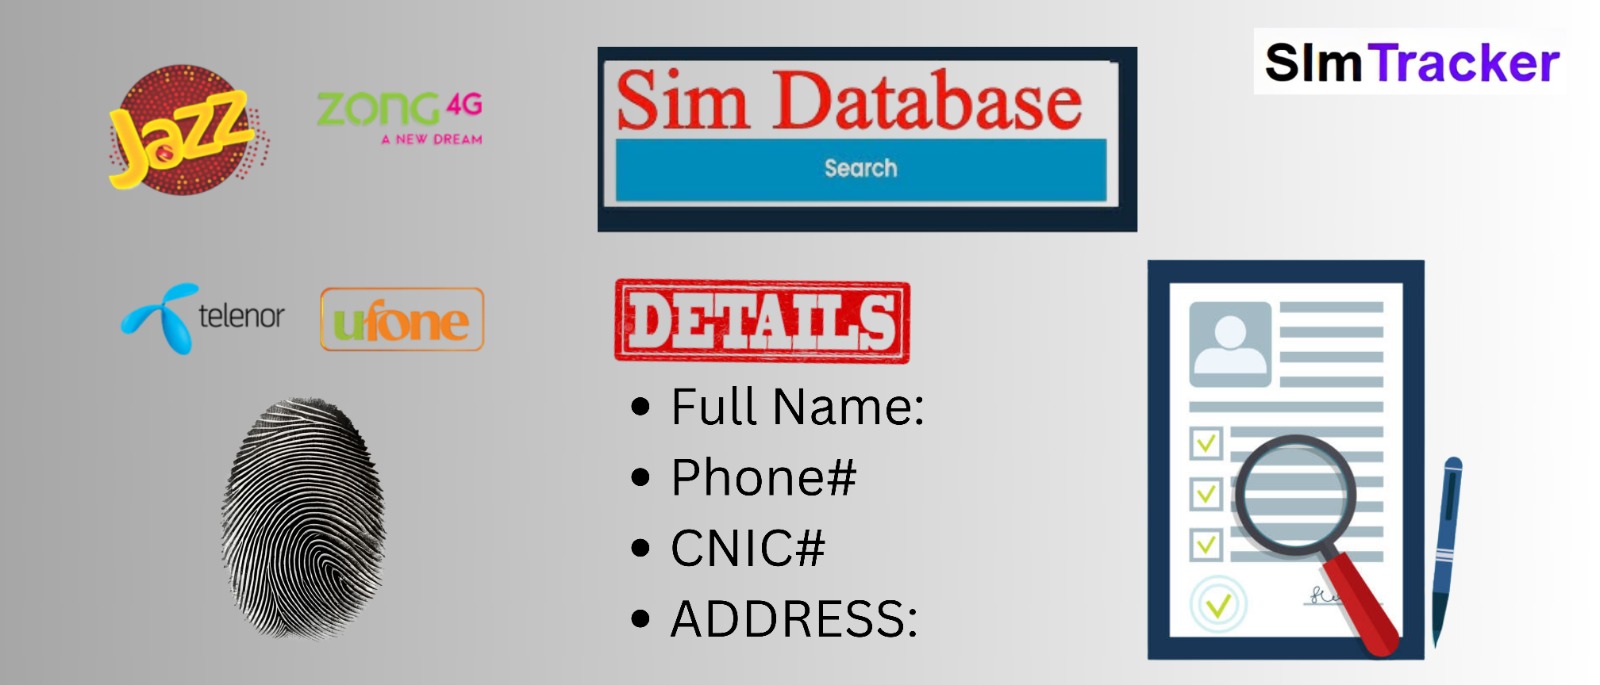 Jazz
ZONG 4G
A NEW DREAM
telenor
ufone
Sim Database
Search
SImTracker
DETAILS
• Full Name:
• Phone#
• CNIC#
• ADDRESS: